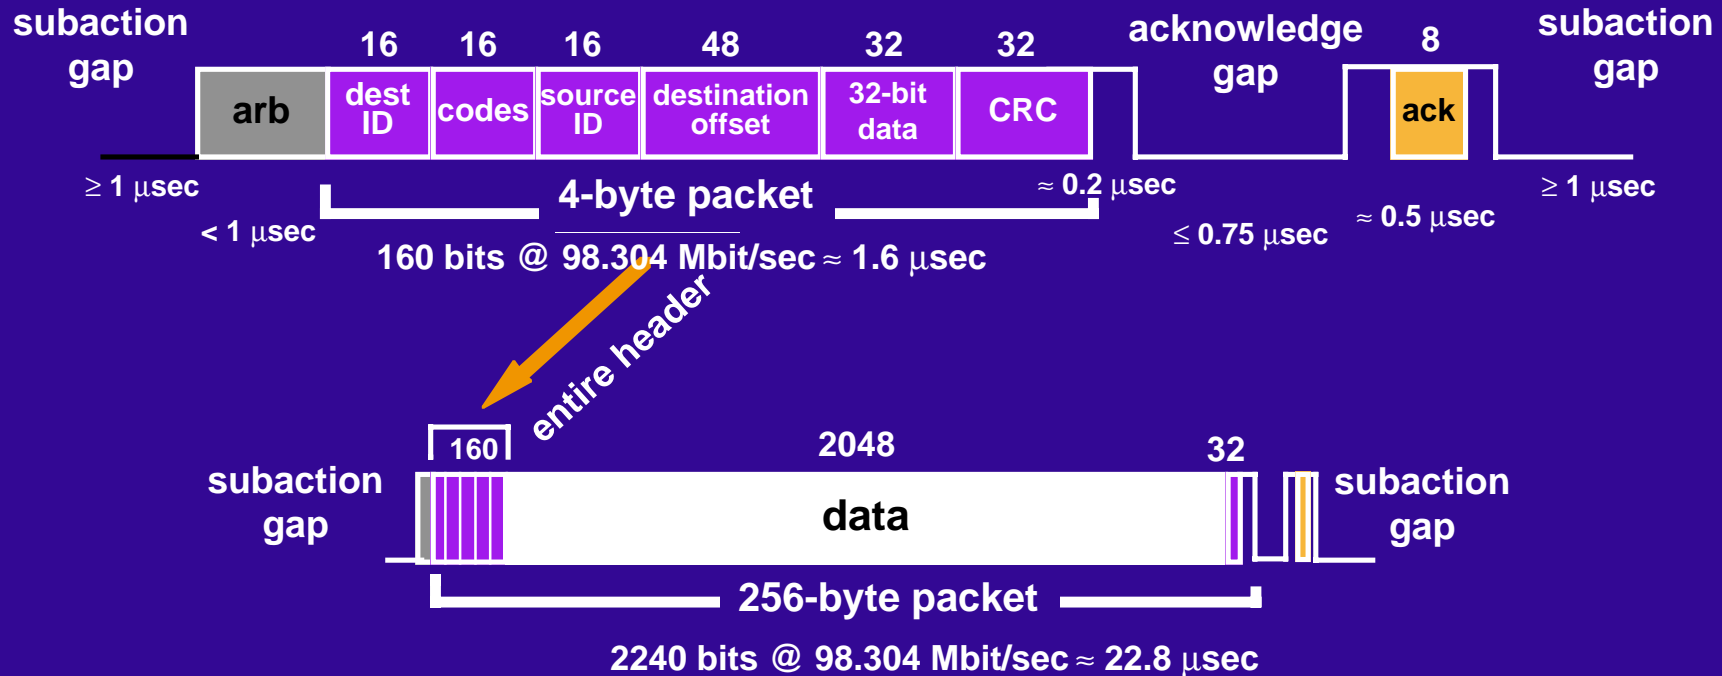 subaction gap
16
16
16
48
32
32
acknowledge gap
8
subaction gap
arb
dest ID
codes
source ID
destination offset
32-bit data
CRC
ack
≥ 1 μsec
< 1 μsec
4-byte packet
≈ 0.2 μsec
≤ 0.75 μsec
≈ 0.5 μsec
≥ 1 μsec
160 bits @ 98.304 Mbit/sec ≈ 1.6 μsec
entire header
subaction gap
160
2048
32
subaction gap
data
256-byte packet
2240 bits @ 98.304 Mbit/sec ≈ 22.8 μsec